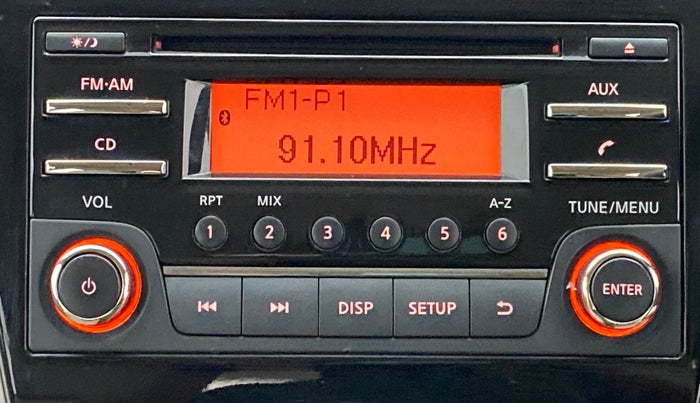 FM·AM
FM1-P1
AUX
CD
91.10MHz
VOL
RPT MIX A-Z
TUNE/MENU
1 2 3 4 5 6
DISP SETUP
ENTER